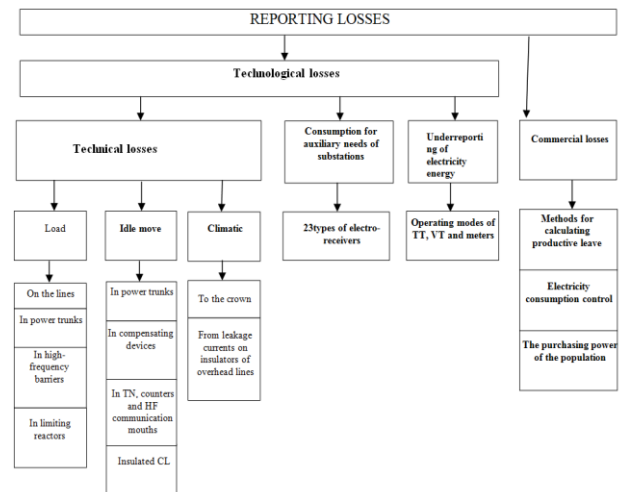 REPORTING LOSSES
Technological losses
Technical losses
Consumption for
auxiliary needs of
substations
Underreporti
ng of
electricity
energy
Commercial losses
Load
Idle move
Climatic
23types of electro-
receivers
Operating modes of
TT, VT and meters
Methods for
calculating
productive leave
Electricity
consumption control
The purchasing power
of the population
On the lines
In power trunks
In high-
frequency
barriers
In limiting
reactors
In power trunks
In compensating
devices
In TN, counters
and HF
communication
mouths
Insulated CL
To the crown
From leakage
currents on
insulators of
overhead lines